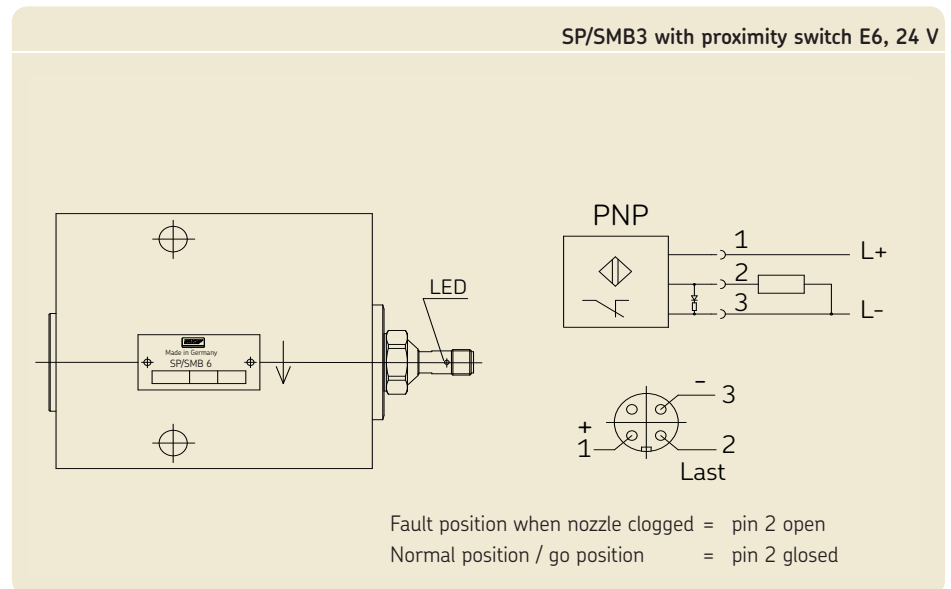 SP/SMB3 with proximity switch E6, 24 V
PNP
1
L+
2
3
L-
LED
SKF
Made in Germany
SP/SMB 6
-
3
+
1
2
Last
Fault position when nozzle clogged = pin 2 open
Normal position / go position = pin 2 glosed